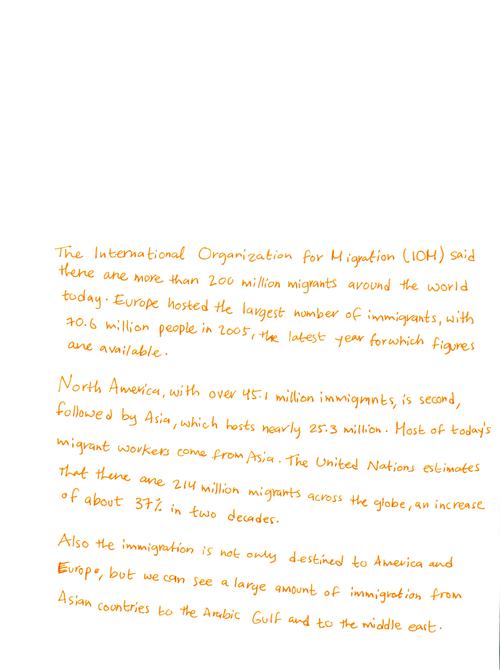 The International Organization for Migration (IOM) said
there are more than 200 million migrants around the world
today. Europe hosted the largest number of immigrants, with
70.6 million people in 2005, the latest year for which figures
are available.
North America, with over 45.1 million immigrants, is second,
followed by Asia, which hosts nearly 25.3 million. Most of today's
migrant workers come from Asia. The United Nations estimates
that there are 214 million migrants across the globe, an increase
of about 37% in two decades.
Also the immigration is not only destined to America and
Europe, but we can see a large amount of immigration from
Asian countries to the Arabic Gulf and to the middle east.